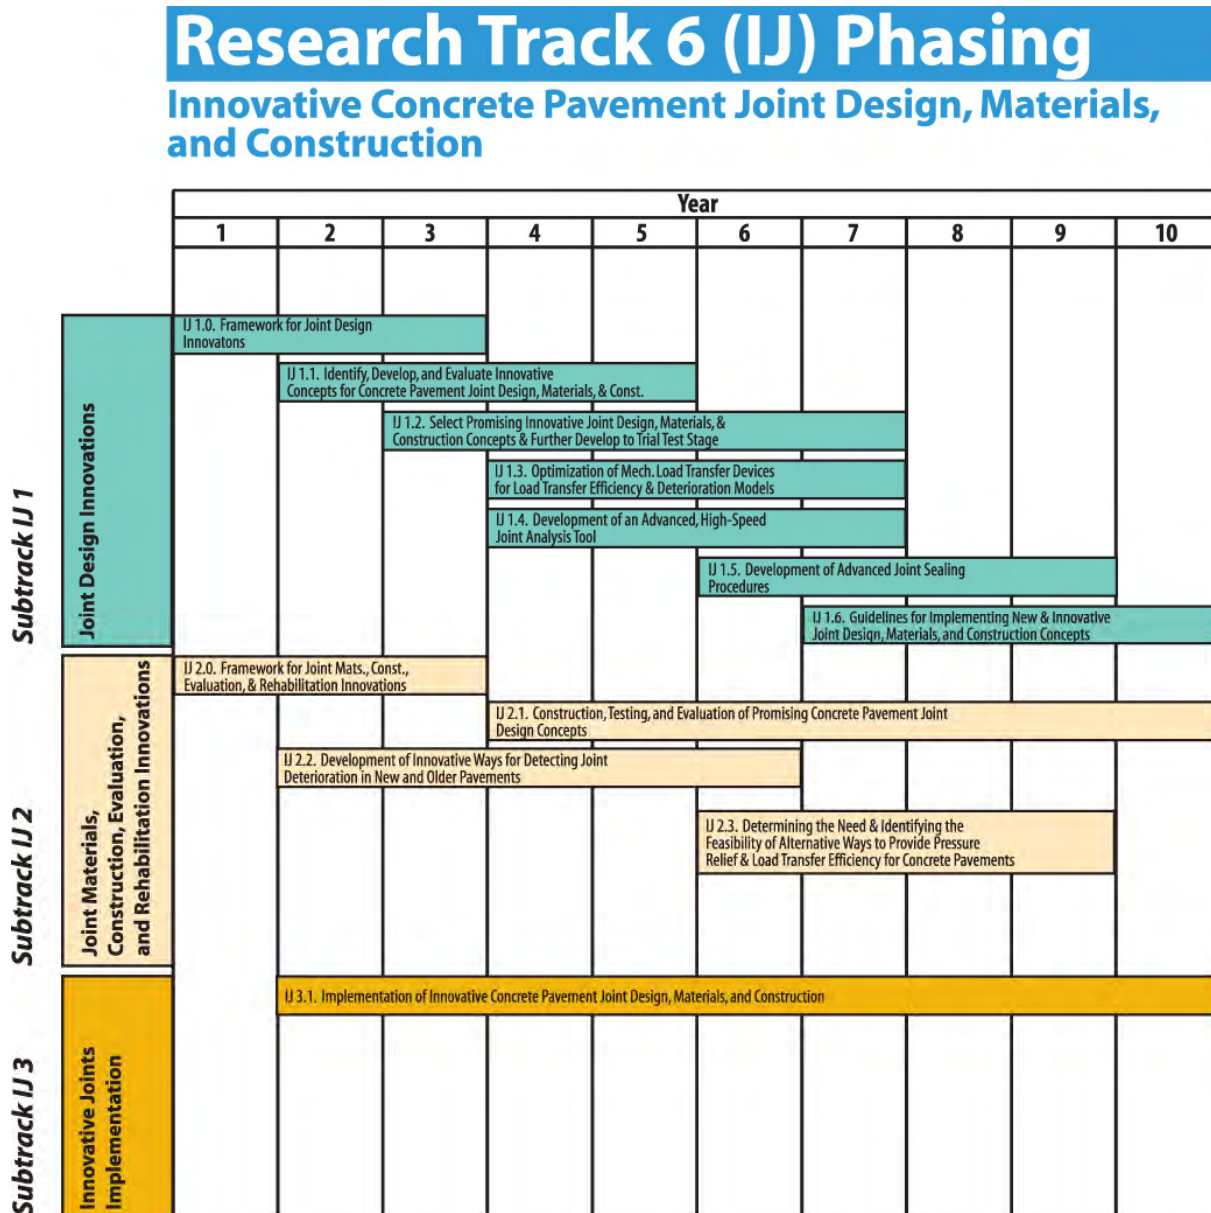 Research Track 6 (IJ) Phasing
Innovative Concrete Pavement Joint Design, Materials,
and Construction
Year
1 2 3 4 5 6 7 8 9 10
Subtrack IJ 1
Joint Design Innovations
IJ 1.0. Framework for Joint Design
Innovatons
IJ 1.1. Identify, Develop, and Evaluate Innovative
Concepts for Concrete Pavement Joint Design, Materials, & Const.
IJ 1.2. Select Promising Innovative Joint Design, Materials, &
Construction Concepts & Further Develop to Trial Test Stage
IJ 1.3. Optimization of Mech. Load Transfer Devices
for Load Transfer Efficiency & Deterioration Models
IJ 1.4. Development of an Advanced, High-Speed
Joint Analysis Tool
IJ 1.5. Development of Advanced Joint Sealing
Procedures
IJ 1.6. Guidelines for Implementing New & Innovative
Joint Design, Materials, and Construction Concepts
Subtrack IJ 2
Joint Materials,
Construction, Evaluation,
and Rehabilitation Innovations
IJ 2.0. Framework for Joint Mats., Const.,
Evaluation, & Rehabilitation Innovations
IJ 2.1. Construction, Testing, and Evaluation of Promising Concrete Pavement Joint
Design Concepts
IJ 2.2. Development of Innovative Ways for Detecting Joint
Deterioration in New and Older Pavements
IJ 2.3. Determining the Need & Identifying the
Feasibility of Alternative Ways to Provide Pressure
Relief & Load Transfer Efficiency for Concrete Pavements
Subtrack IJ 3
Innovative Joints
Implementation
IJ 3.1. Implementation of Innovative Concrete Pavement Joint Design, Materials, and Construction